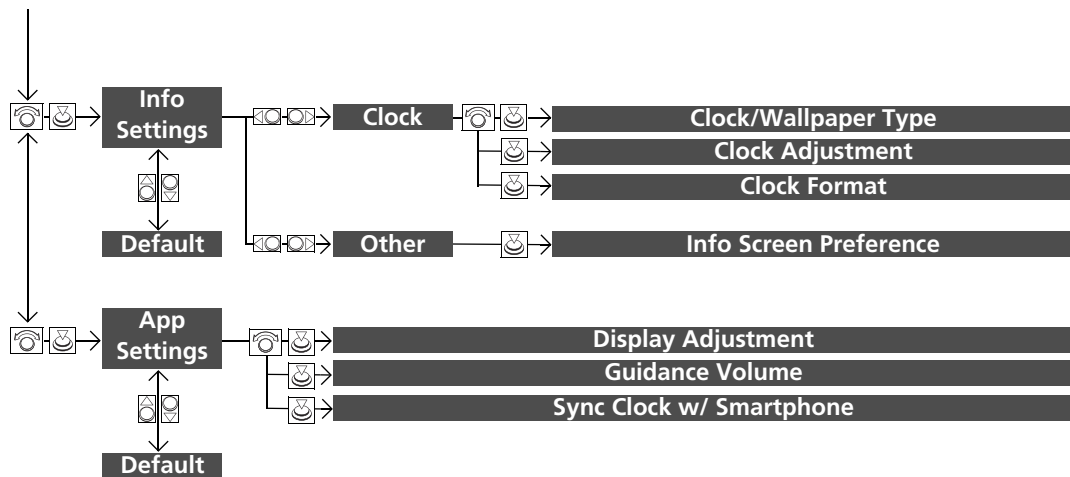 Info
Settings
Clock
Clock/Wallpaper Type
Clock Adjustment
Clock Format
Default
Other
Info Screen Preference
App
Settings
Display Adjustment
Guidance Volume
Sync Clock w/ Smartphone
Default